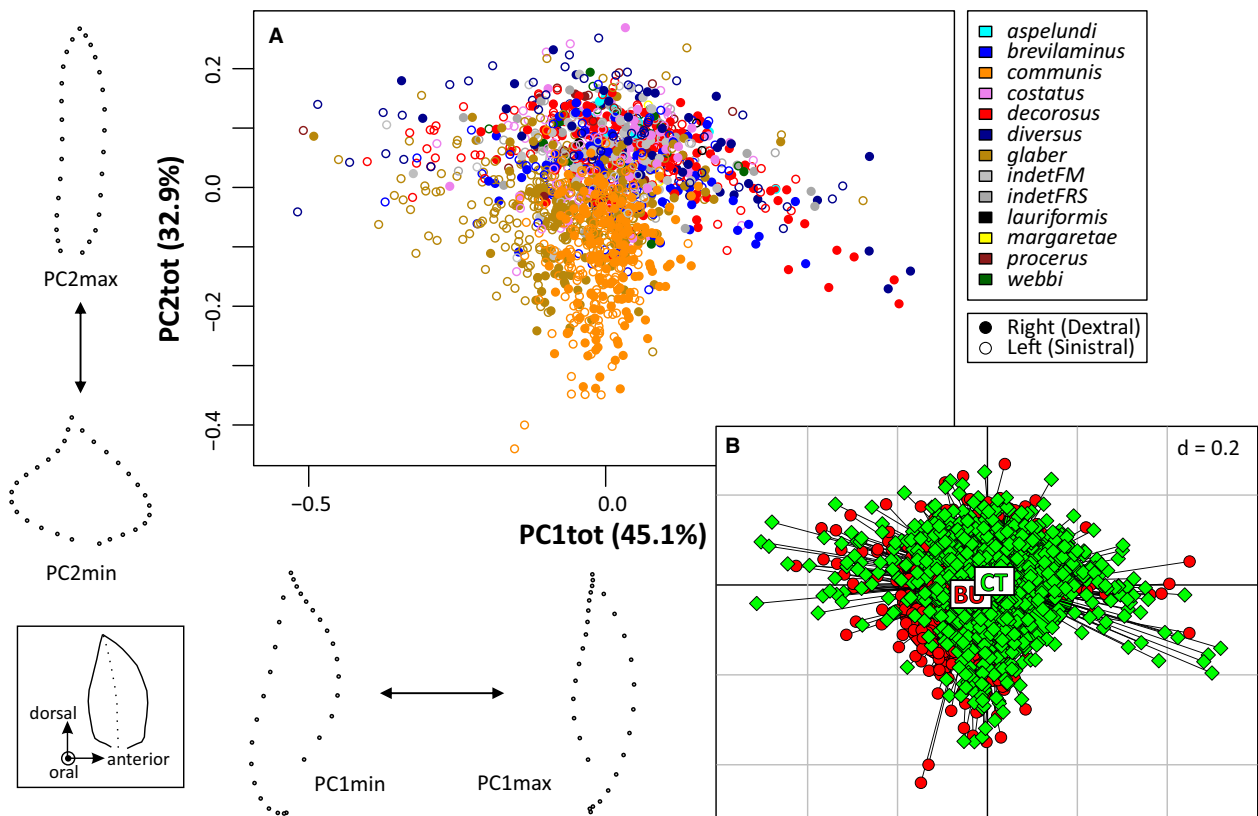 A
0.2
0.0
−0.2
−0.4
PC2tot (32.9%)
−0.5
0.0
PC1tot (45.1%)
aspelundi
brevilaminus
communis
costatus
decorosus
diversus
glaber
indetFM
indetFRS
lauriformis
margaretae
procerus
webbi
Right (Dextral)
Left (Sinistral)
PC2max
PC2min
B
d = 0.2
BU
CT
dorsal
oral
anterior
PC1min
PC1max